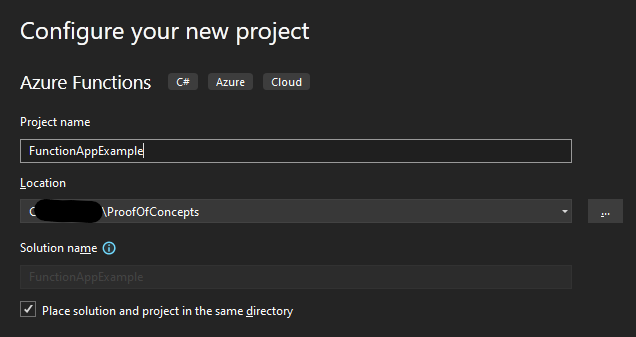 Configure your new project
Azure Functions C# Azure Cloud
Project name
FunctionAppExample
Location
C \ProofOfConcepts
...
Solution name
FunctionAppExample
Place solution and project in the same directory